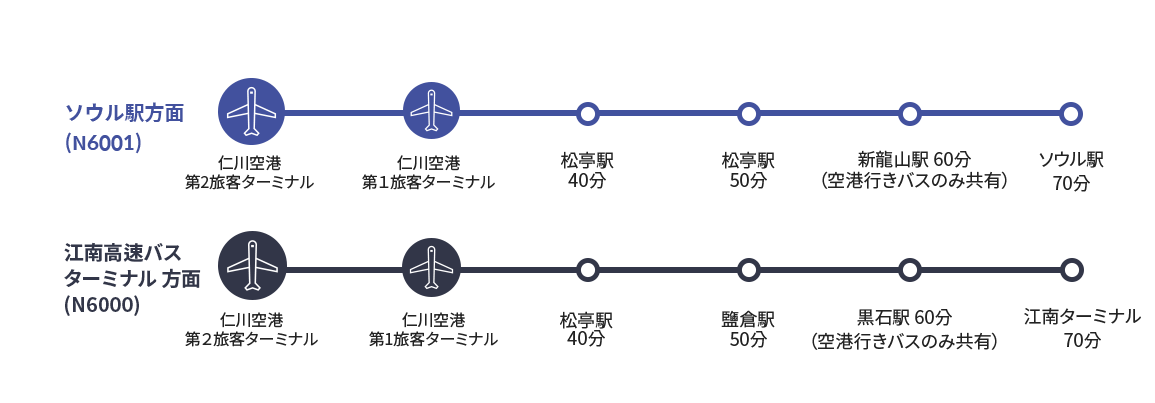 ソウル駅方面
(N6001)
仁川空港
第2旅客ターミナル
仁川空港
第１旅客ターミナル
松亭駅
40分
松亭駅
50分
新龍山駅 60分
（空港行きバスのみ共有）
ソウル駅
70分
江南高速バス
ターミナル 方面
(N6000)
仁川空港
第２旅客ターミナル
仁川空港
第1旅客ターミナル
松亭駅
40分
鹽倉駅
50分
黒石駅 60分
（空港行きバスのみ共有）
江南ターミナル
70分